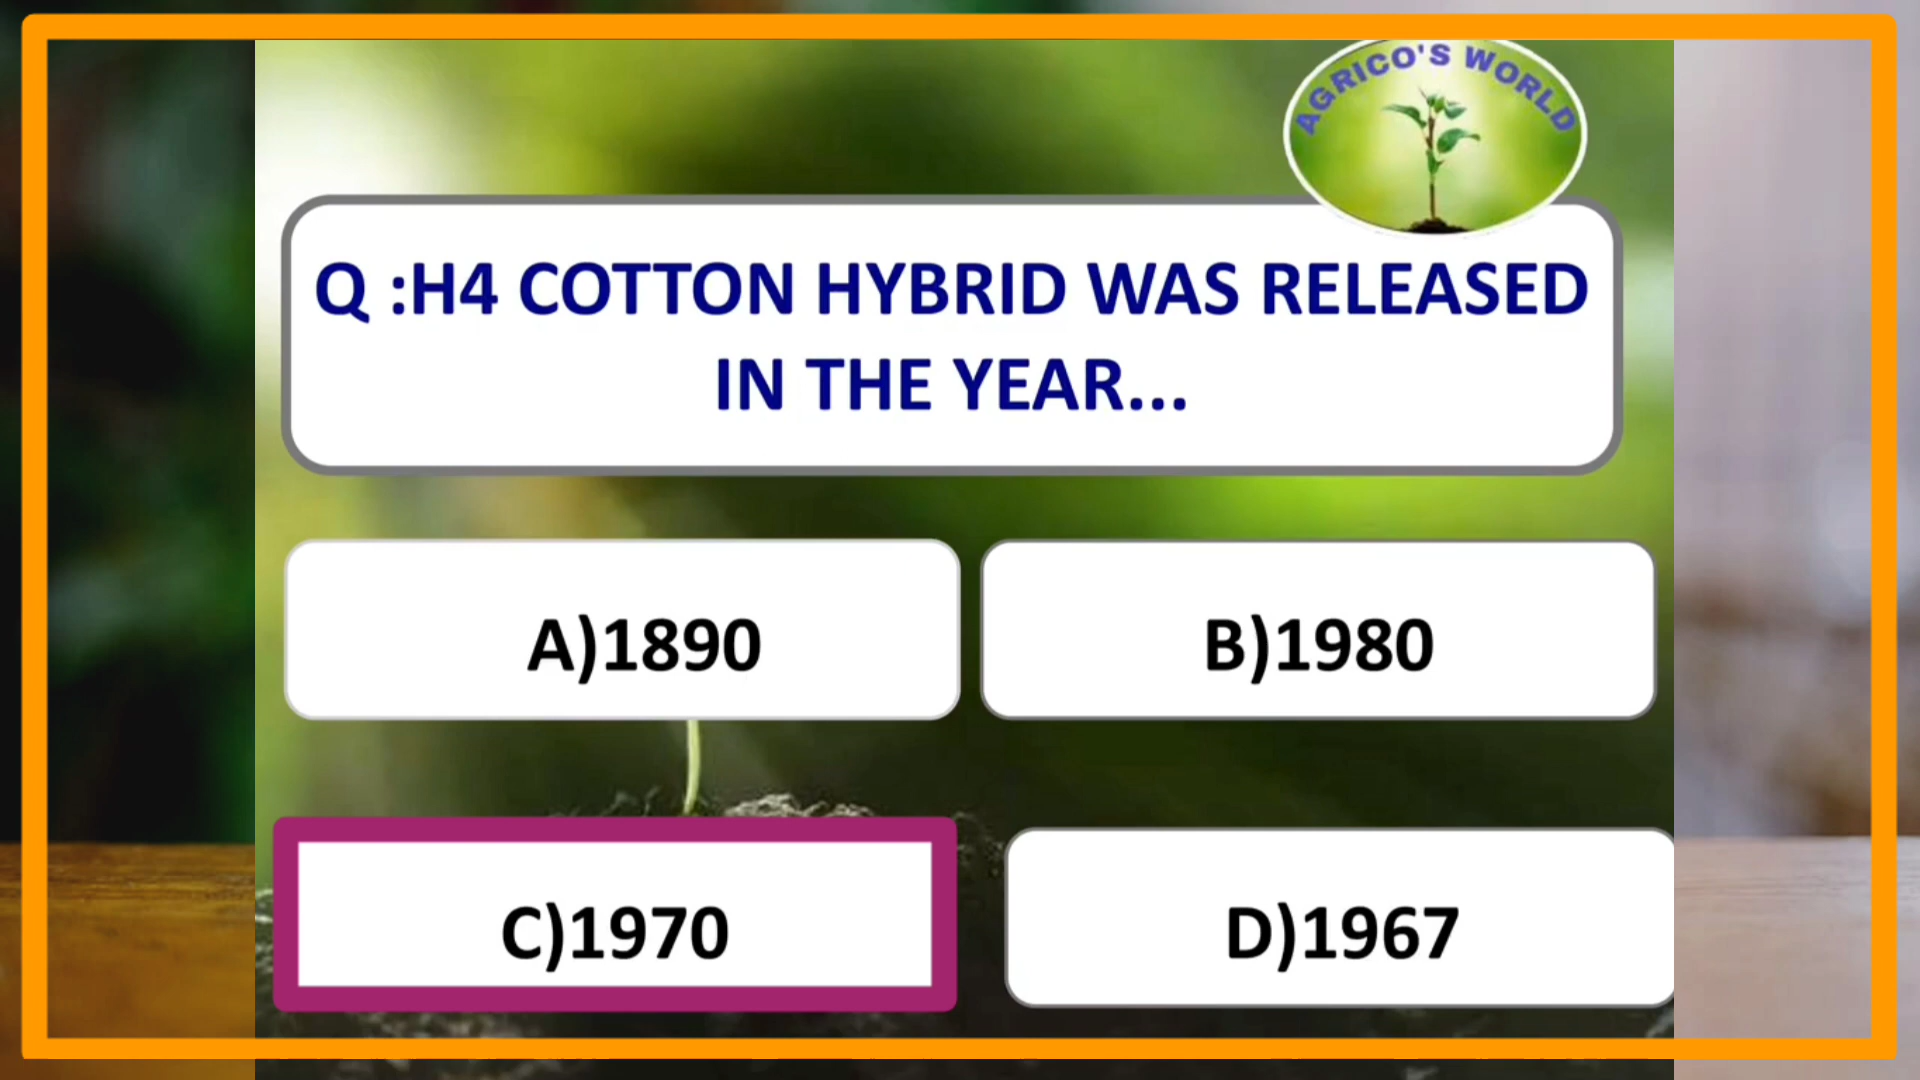 AGRICO'S WORLD
Q :H4 COTTON HYBRID WAS RELEASED
IN THE YEAR...
A)1890
B)1980
C)1970
D)1967